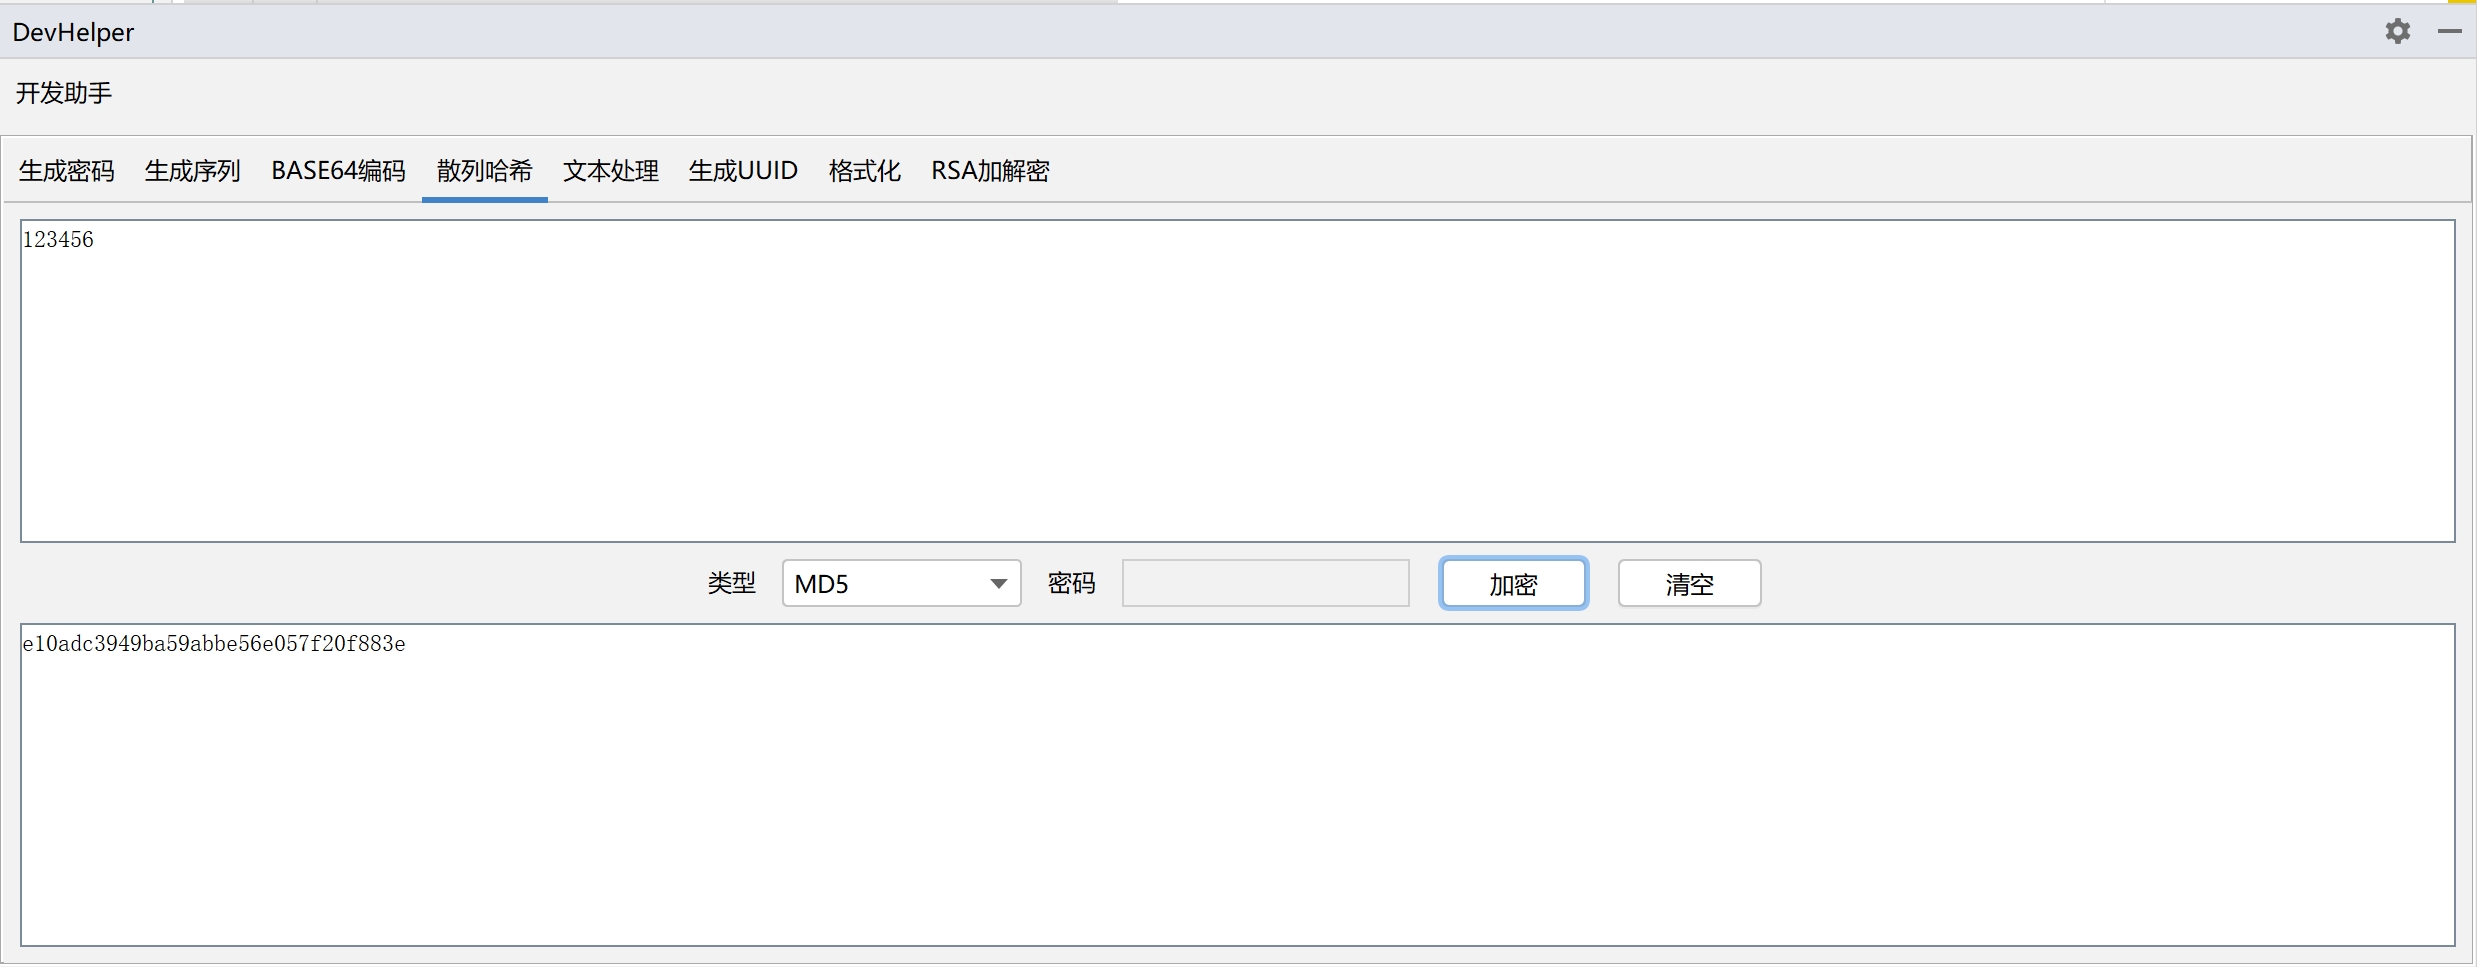 DevHelper
开发助手
生成密码 生成序列 BASE64编码 散列哈希 文本处理 生成UUID 格式化 RSA加解密
123456
类型 MD5 密码 加密 清空
e10adc3949ba59abbe56e057f20f883e